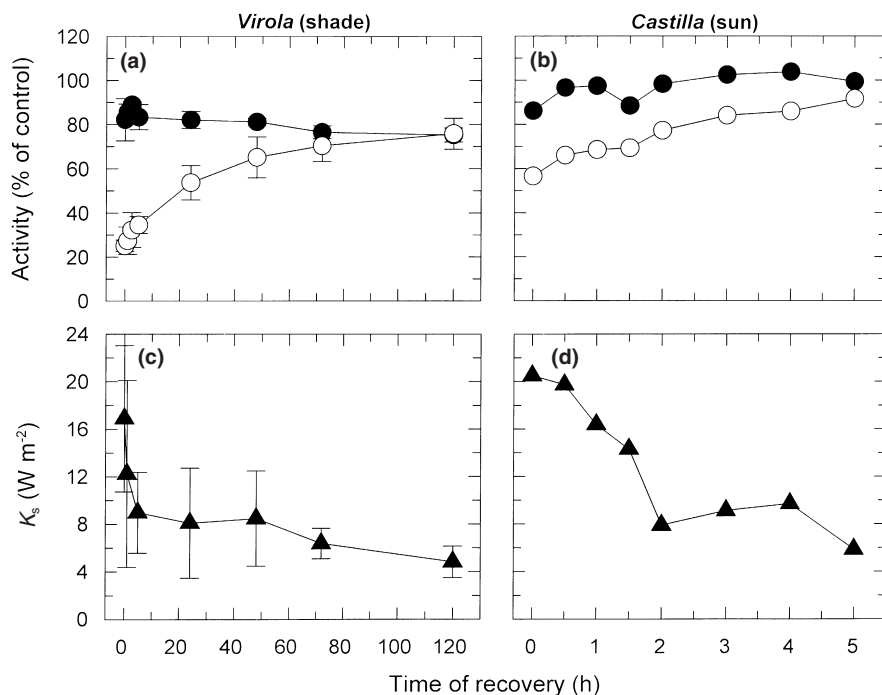 Virola (shade)
Castilla (sun)
Activity (% of control)
120
100
80
60
40
20
0
(a)
(b)
Kₛ (W m⁻²)
24
20
16
12
8
4
0
(c)
(d)
0 20 40 60 80 100 120
0 1 2 3 4 5
Time of recovery (h)